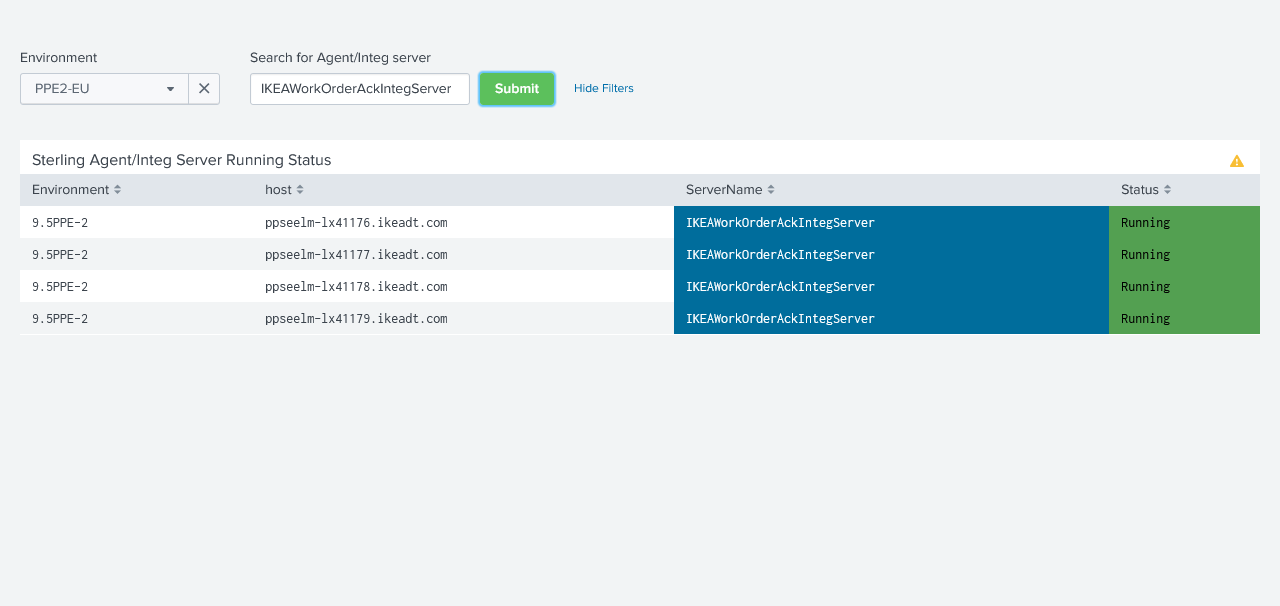 Environment Search for Agent/Integ server
PPE2-EU IKEAWorkOrderAckIntegServer Submit Hide Filters
Sterling Agent/Integ Server Running Status
Environment host ServerName Status
9.5PPE-2 ppseelm-lx41176.ikeadt.com IKEAWorkOrderAckIntegServer Running
9.5PPE-2 ppseelm-lx41177.ikeadt.com IKEAWorkOrderAckIntegServer Running
9.5PPE-2 ppseelm-lx41178.ikeadt.com IKEAWorkOrderAckIntegServer Running
9.5PPE-2 ppseelm-lx41179.ikeadt.com IKEAWorkOrderAckIntegServer Running